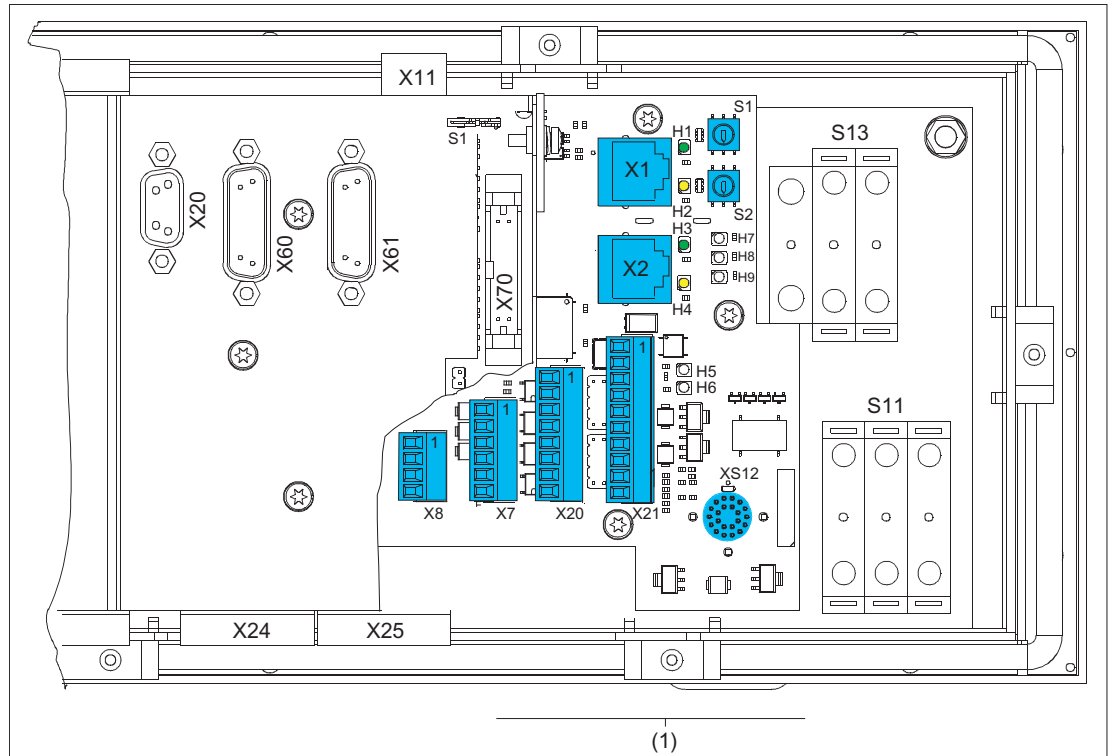 X11
S1
S1
H1
S13
X1
X20
X60
X61
H2
S2
H3
H7
X2
H8
X70
H9
H4
1
H5
1
H6
1
S11
1
XS12
X8
X7
X20
X21
X24
X25
(1)